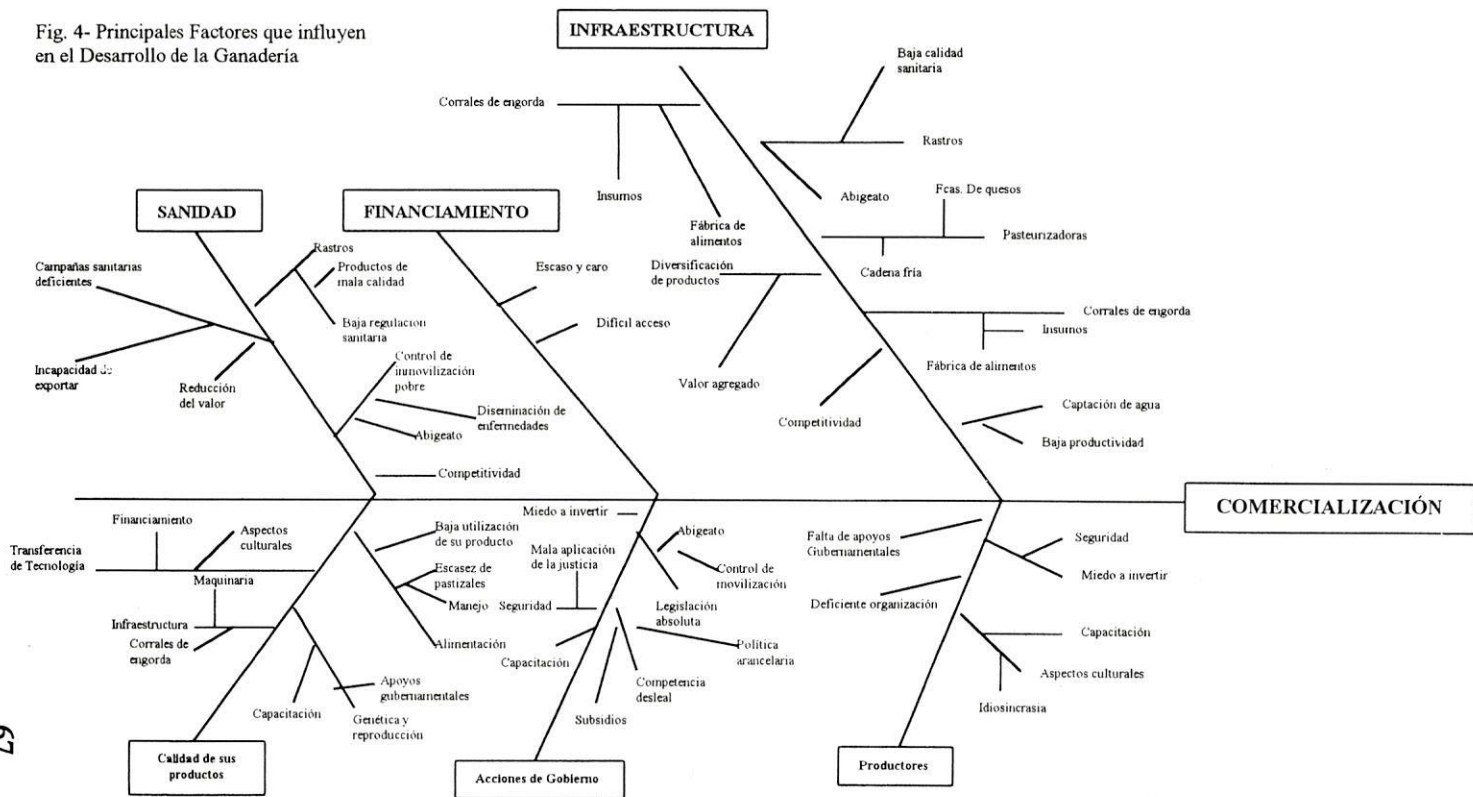 Fig. 4- Principales Factores que influyen
en el Desarrollo de la Ganadería
INFRAESTRUCTURA
Baja calidad
sanitaria
Corrales de engorda
Rastros
Insumos
Abigeato
Fcas. De quesos
Fábrica de
alimentos
Pasteurizadoras
Diversificación
de productos
Cadena fría
Corrales de engorda
Insumos
Fábrica de alimentos
Valor agregado
Competitividad
Captación de agua
Baja productividad
SANIDAD
Rastros
Campañas sanitarias
deficientes
Productos de
mala calidad
Baja regulacion
sanitaria
Incapacidad de
exportar
Reducción
del valor
Control de
inmovilización
pobre
Diseminación de
enfermedades
Abigeato
Competitividad
FINANCIAMIENTO
Escaso y caro
Difícil acceso
COMERCIALIZACIÓN
Financiamiento
Aspectos
culturales
Transferencia
de Tecnología
Maquinaria
Infraestructura
Corrales de
engorda
Capacitación
Baja utilización
de su producto
Escasez de
pastizales
Manejo
Alimentación
Apoyos
gubernamentales
Genética y
reproducción
Calidad de sus
productos
Miedo a invertir
Abigeato
Mala aplicación
de la justicia
Control de
movilización
Seguridad
Legislación
absoluta
Capacitación
Política
arancelaria
Competencia
desleal
Subsidios
Acciones de Gobierno
Falta de apoyos
Gubernamentales
Seguridad
Miedo a invertir
Deficiente organización
Capacitación
Aspectos culturales
Idiosincrasia
Productores
67